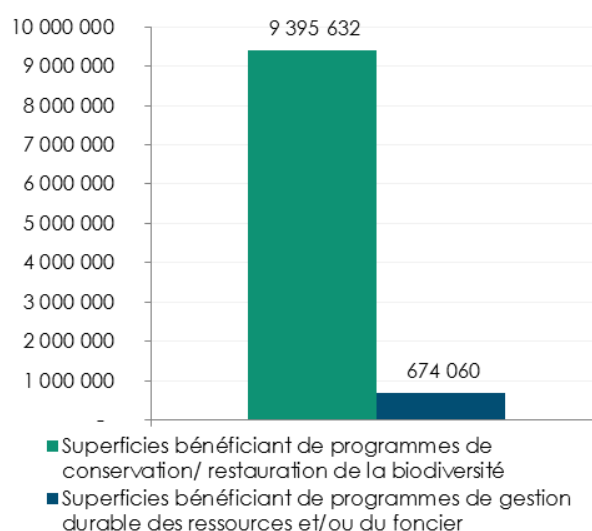 10 000 000
9 395 632
9 000 000
8 000 000
7 000 000
6 000 000
5 000 000
4 000 000
3 000 000
2 000 000
674 060
1 000 000
-
Superficies bénéficiant de programmes de
conservation/ restauration de la biodiversité
Superficies bénéficiant de programmes de gestion
durable des ressources et/ou du foncier